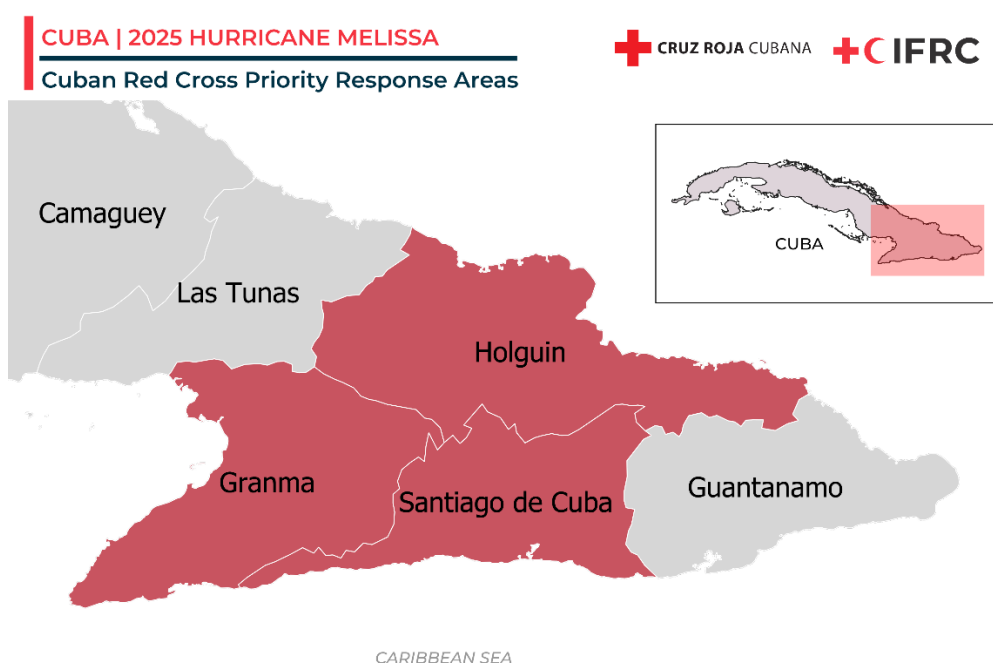 CUBA | 2025 HURRICANE MELISSA
Cuban Red Cross Priority Response Areas
CRUZ ROJA CUBANA
IFRC
Camaguey
Las Tunas
CUBA
Holguin
Granma
Santiago de Cuba
Guantanamo
CARIBBEAN SEA